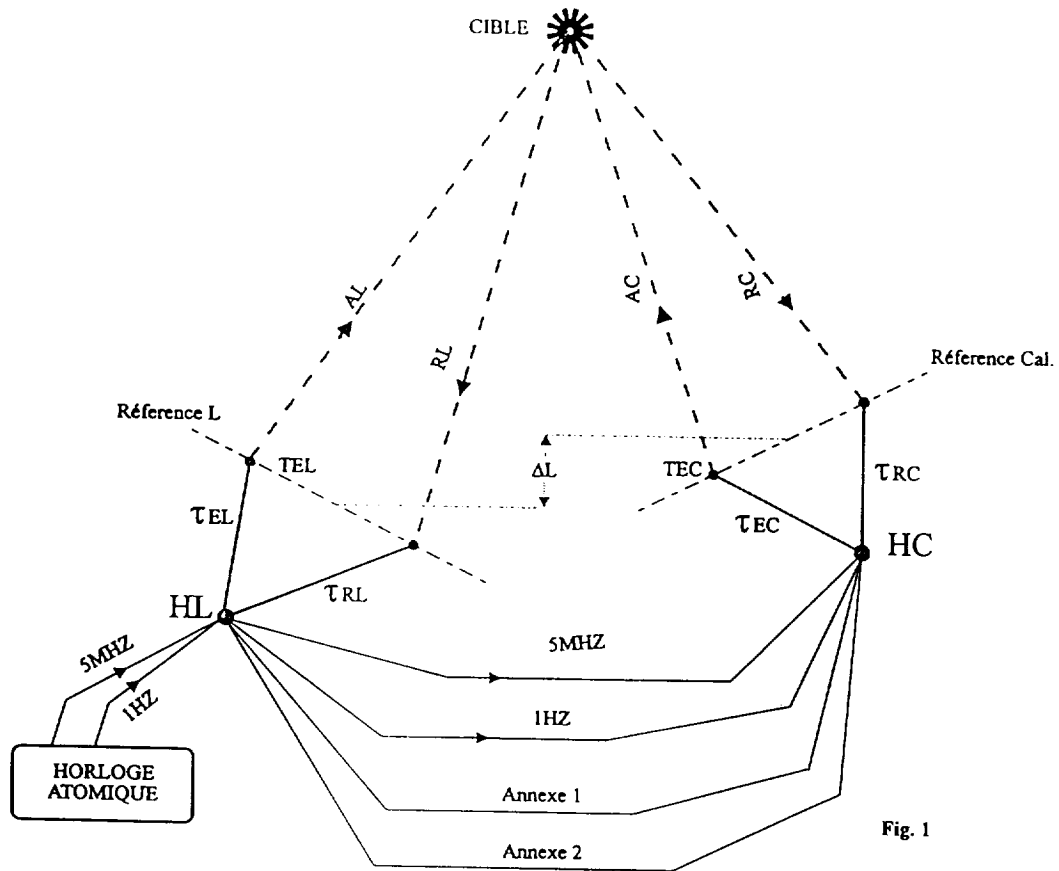 CIBLE
AL
RL
AC
RC
Réference Cal.
Réference L
TEL
ΔL
TEC
τRC
τEL
τEC
HC
τRL
HL
5MHZ
5MHZ
1HZ
1HZ
HORLOGE
ATOMIQUE
Annexe 1
Annexe 2
Fig. 1